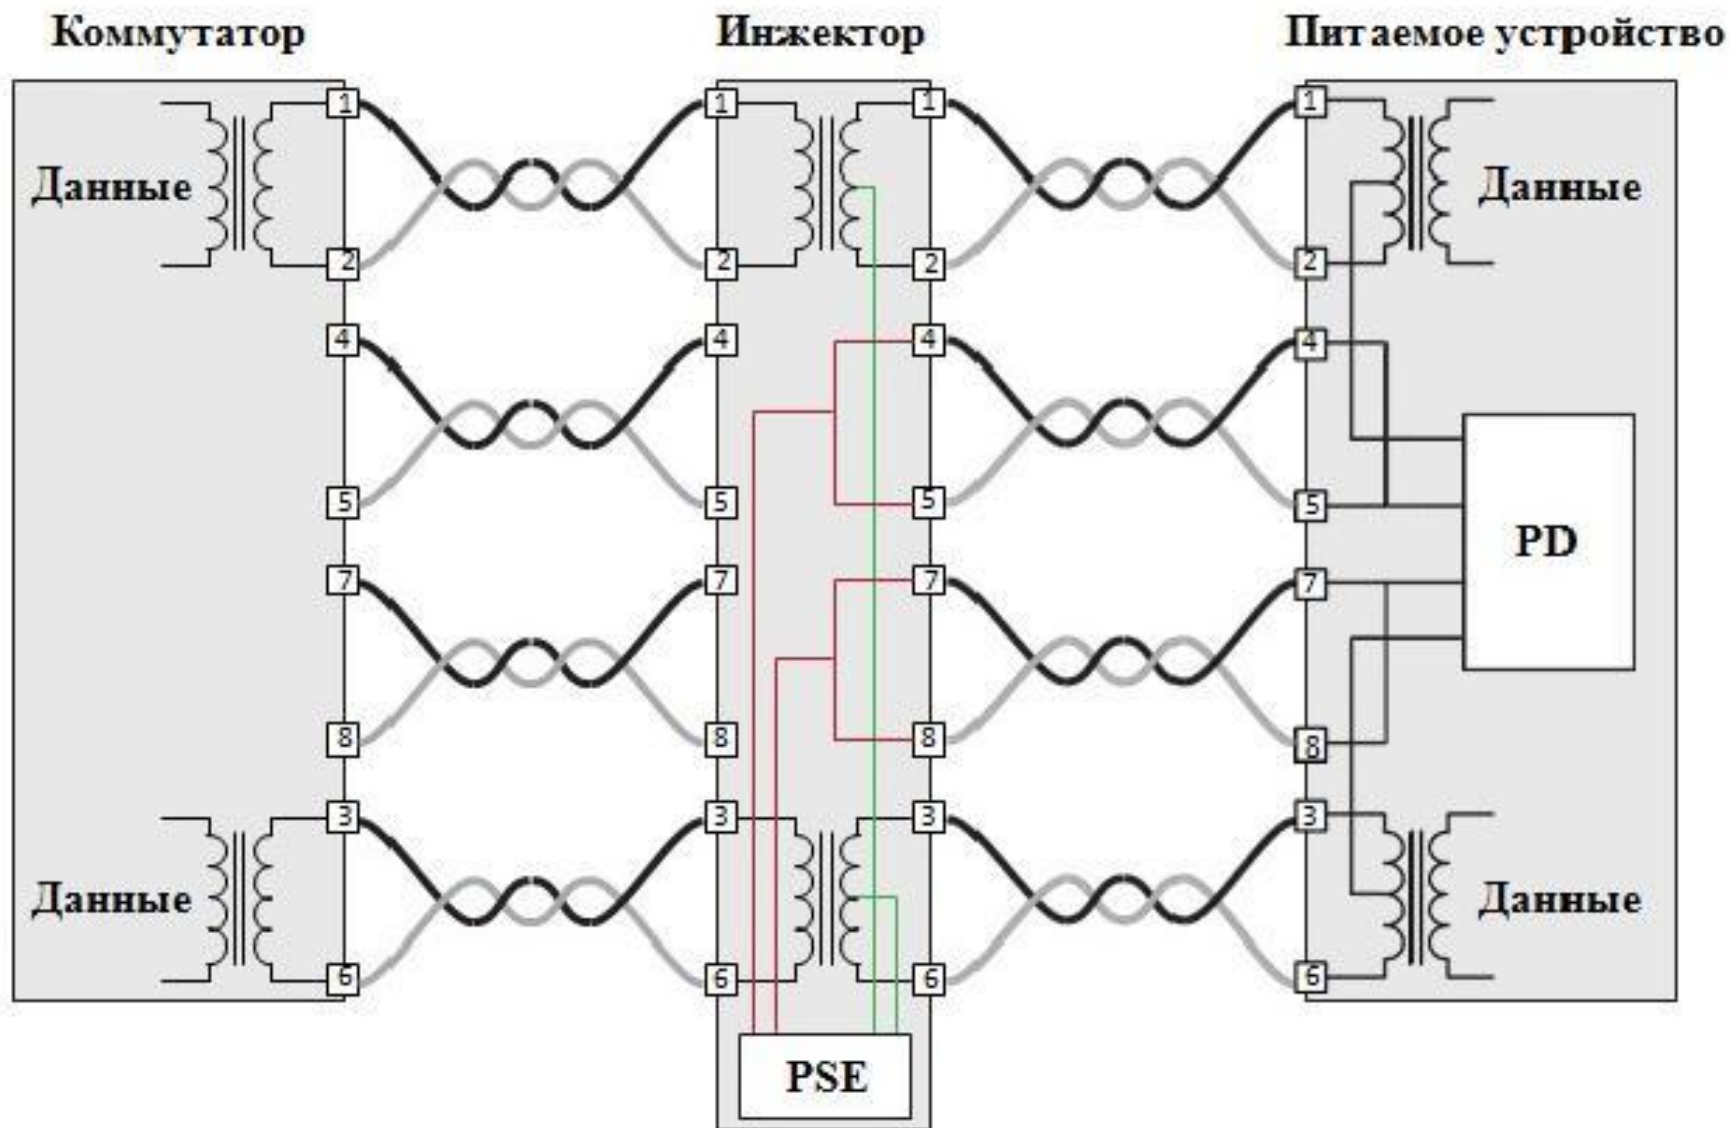 Коммутатор Инжектор Питаемое устройство
1 1 1 1
Данные Данные
2 2 2 2
4 4 4 4
5 5 5 5
PD
7 7 7 7
8 8 8 8
3 3 3 3
Данные Данные
6 6 6 6
PSE